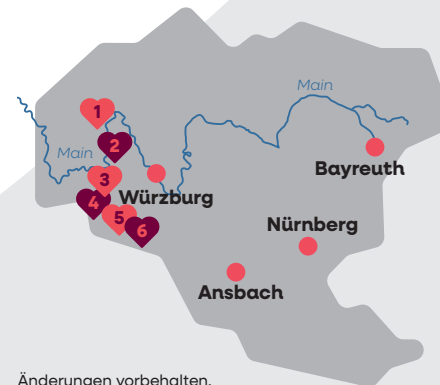 Main
1
2
Main
3
Bayreuth
4
Würzburg
5
6
Nürnberg
Ansbach
Änderungen vorbehalten.